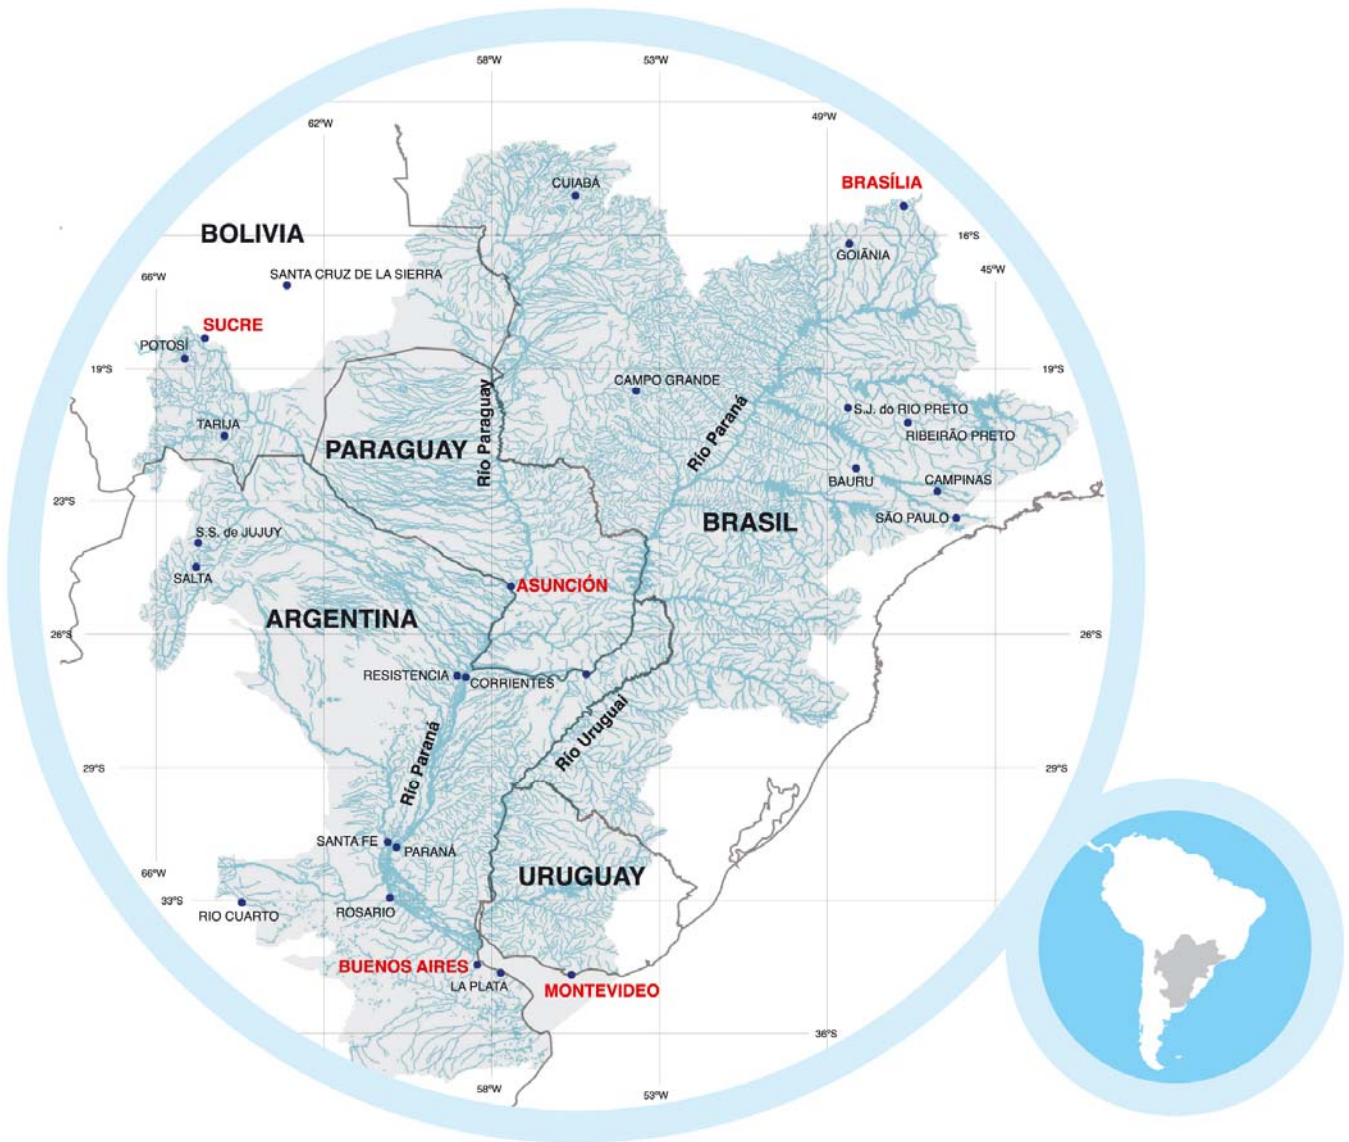 58ºW
53ºW
62ºW
49ºW
CUIABÁ
BRASÍLIA
BOLIVIA
16ºS
GOIÃNIA
66ºW
SANTA CRUZ DE LA SIERRA
45ºW
SUCRE
POTOSÍ
19ºS
19ºS
CAMPO GRANDE
Río Paraguay
Río Paraná
S.J. do RIO PRETO
TARIJA
RIBEIRÃO PRETO
PARAGUAY
BAURU
CAMPINAS
23ºS
SÃO PAULO
BRASIL
S.S. de JUJUY
SALTA
ASUNCIÓN
ARGENTINA
26ºS
26ºS
RESISTENCIA
CORRIENTES
Río Uruguai
Río Paraná
29ºS
29ºS
SANTA FE
PARANÁ
66ºW
URUGUAY
33ºS
RIO CUARTO
ROSARIO
BUENOS AIRES
LA PLATA
MONTEVIDEO
36ºS
58ºW
53ºW